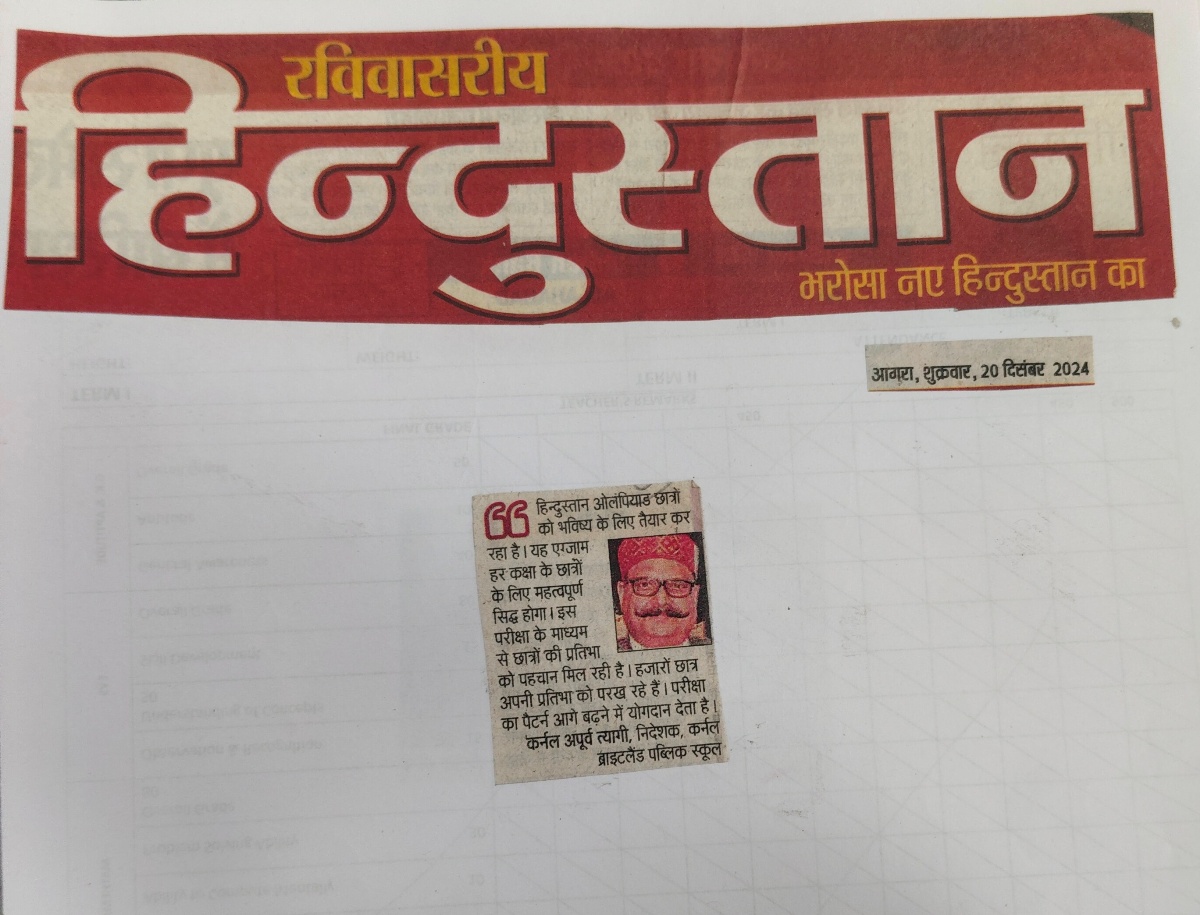 रविवासरीय
हिन्दुस्तान
भरोसा नए हिन्दुस्तान का
आगरा, शुक्रवार, 20 दिसंबर 2024
हिन्दुस्तान ओलंपियाड छात्रों
को भविष्य के लिए तैयार कर
रहा है। यह एग्जाम
हर कक्षा के छात्रों
के लिए महत्वपूर्ण
सिद्ध होगा। इस
परीक्षा के माध्यम
से छात्रों की प्रतिभा
को पहचान मिल रही है। हजारों छात्र
अपनी प्रतिभा को परख रहे हैं। परीक्षा
का पैटर्न आगे बढ़ने में योगदान देता है।
कर्नल अपूर्व त्यागी, निदेशक, कर्नल
ब्राइटलैंड पब्लिक स्कूल